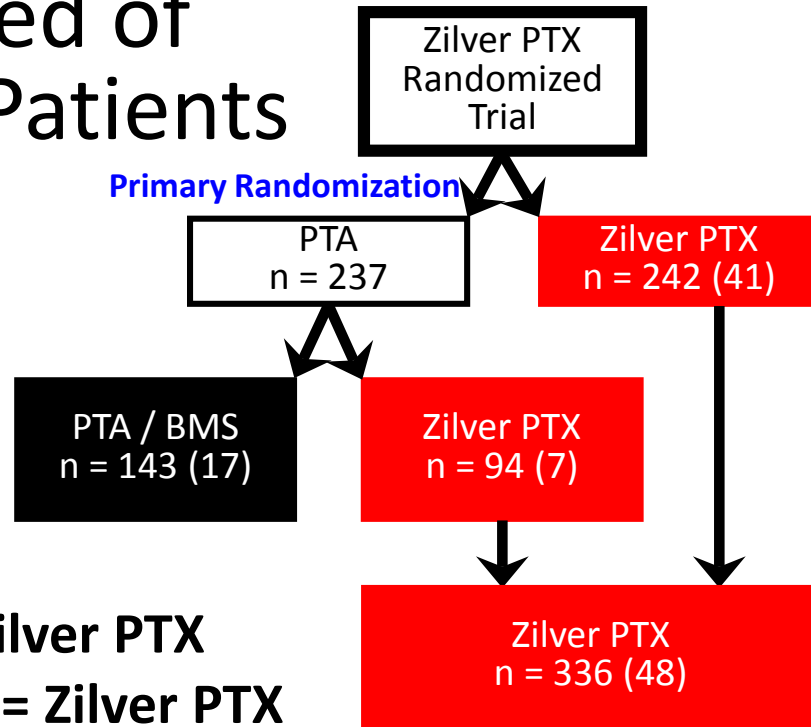 ed of
Patients
Zilver PTX
Randomized
Trial
Primary Randomization
PTA
n = 237
Zilver PTX
n = 242 (41)
PTA / BMS
n = 143 (17)
Zilver PTX
n = 94 (7)
ilver PTX
= Zilver PTX
Zilver PTX
n = 336 (48)